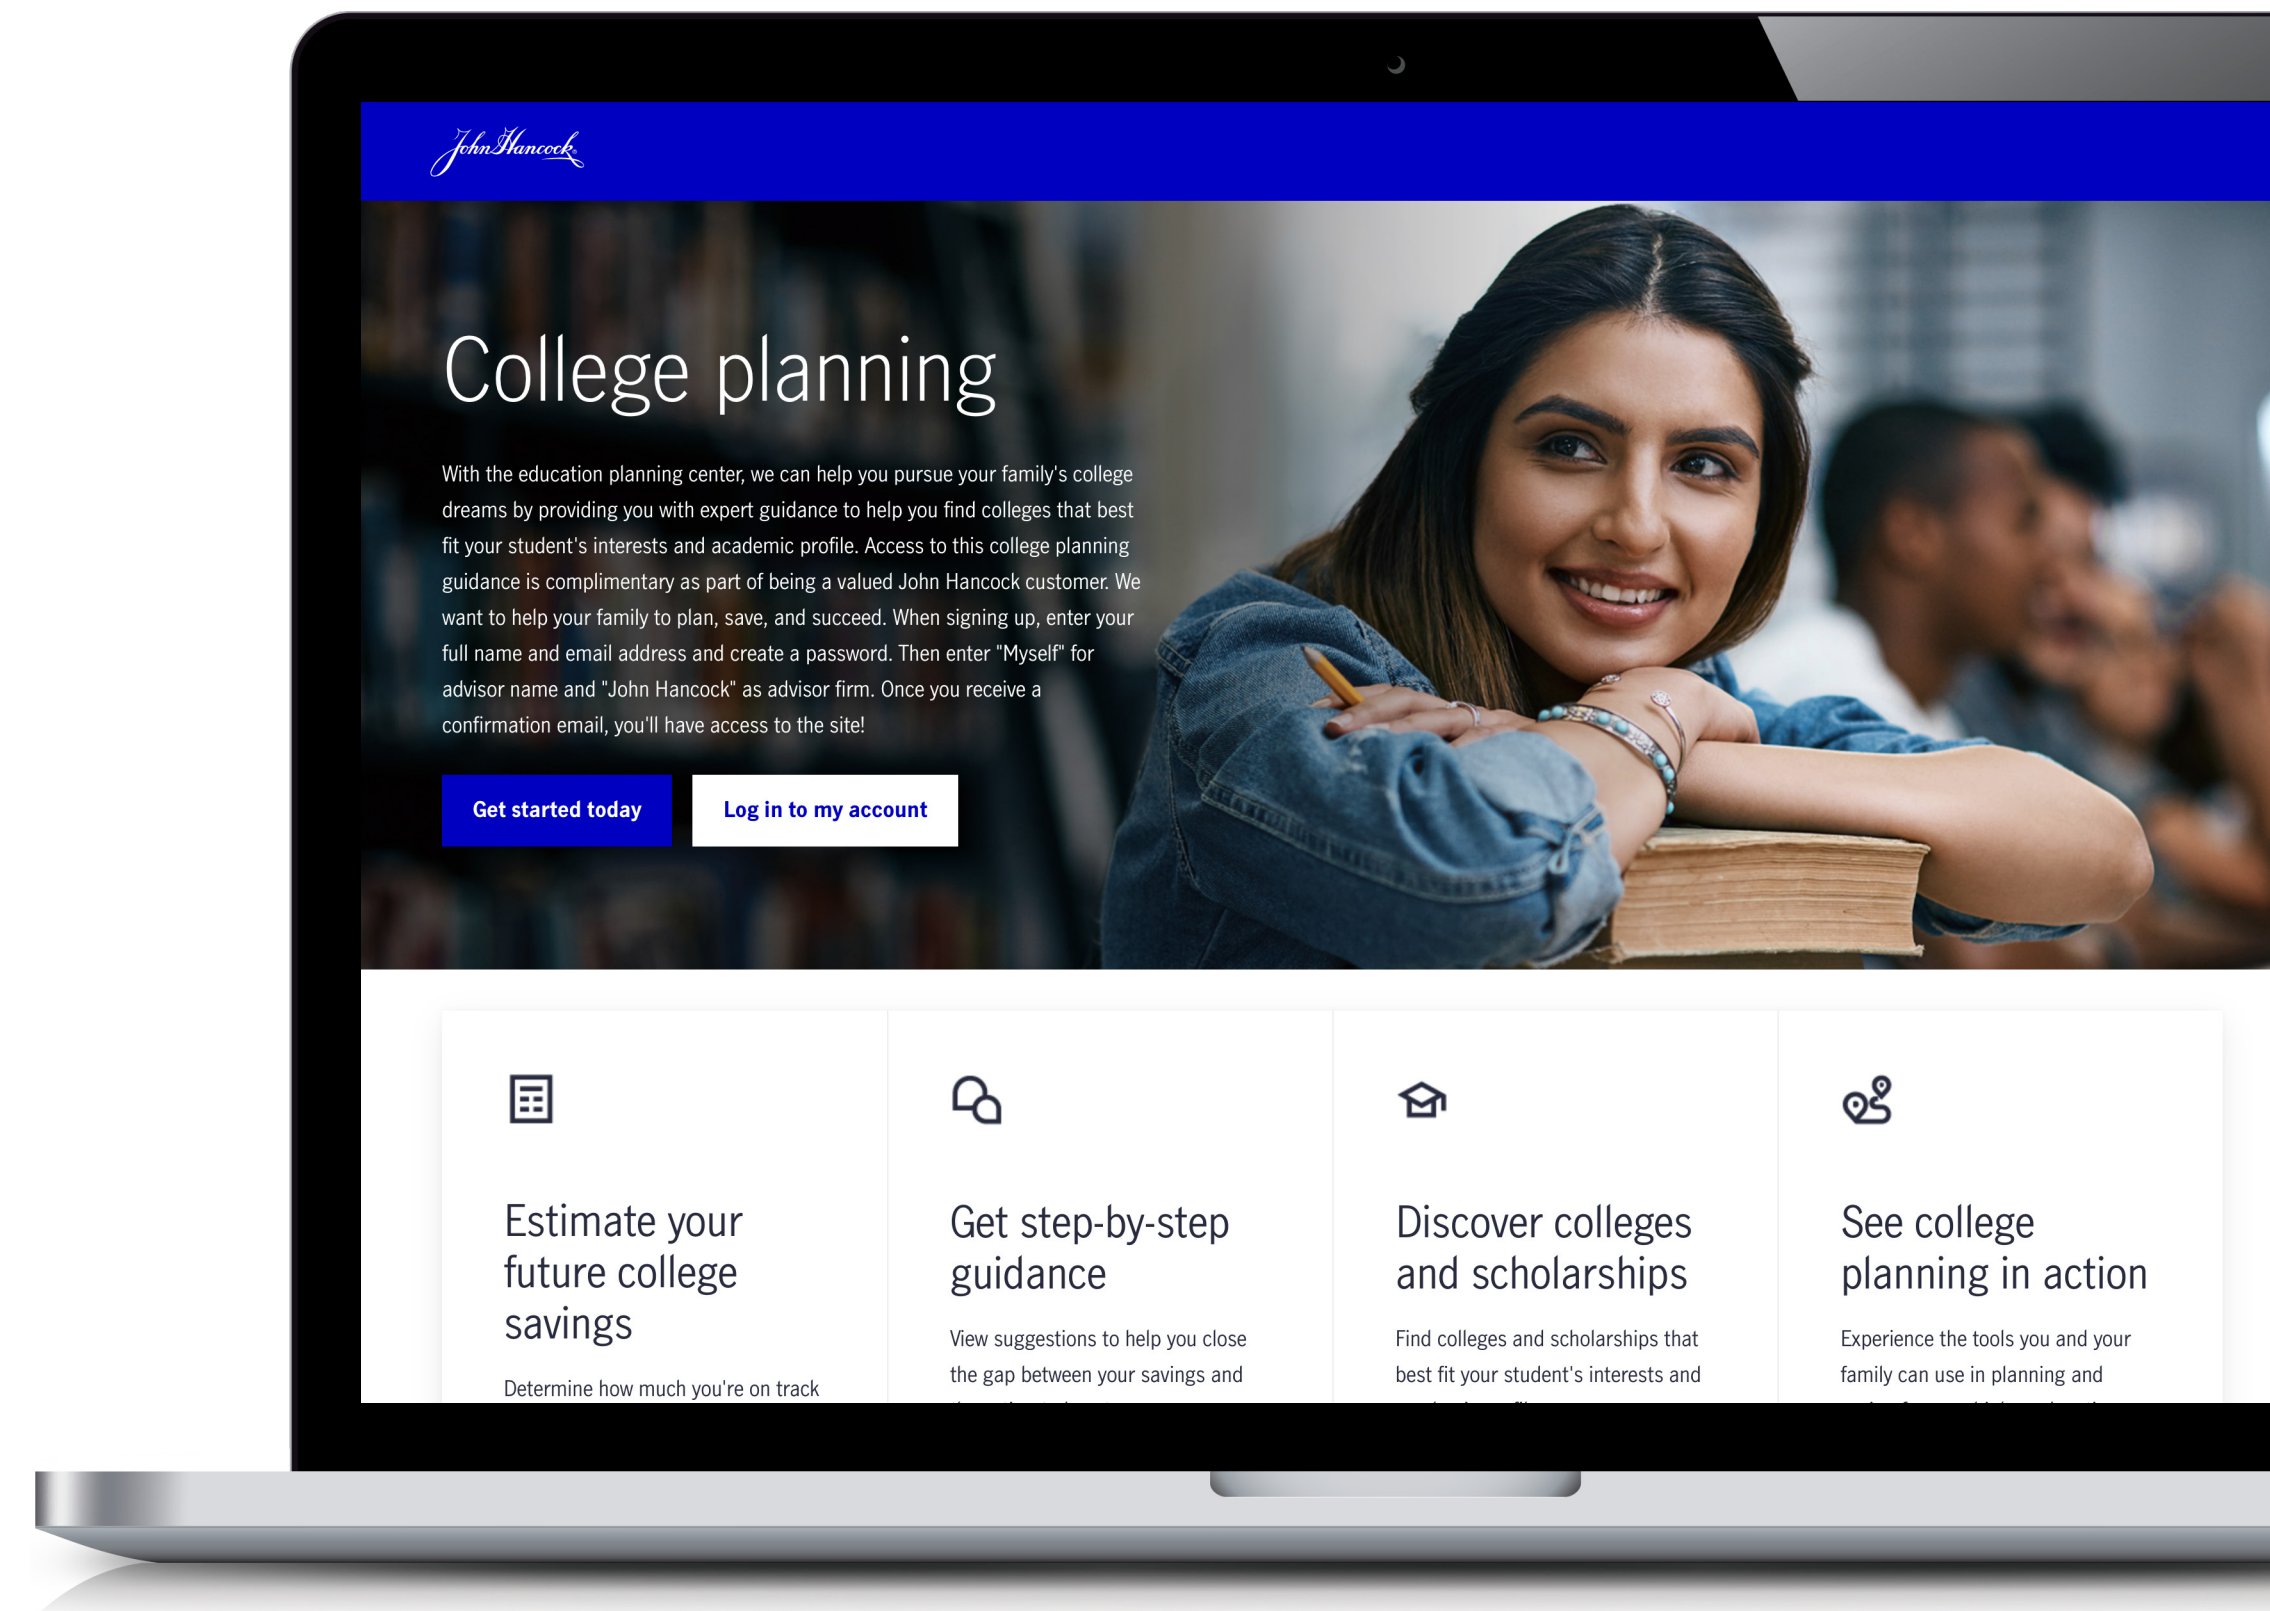 John Hancock
College planning
With the education planning center, we can help you pursue your family's college
dreams by providing you with expert guidance to help you find colleges that best
fit your student's interests and academic profile. Access to this college planning
guidance is complimentary as part of being a valued John Hancock customer. We
want to help your family to plan, save, and succeed. When signing up, enter your
full name and email address and create a password. Then enter "Myself" for
advisor name and "John Hancock" as advisor firm. Once you receive a
confirmation email, you'll have access to the site!
Get started today
Log in to my account
Estimate your
future college
savings
Determine how much you're on track
Get step-by-step
guidance
View suggestions to help you close
the gap between your savings and
Discover colleges
and scholarships
Find colleges and scholarships that
best fit your student's interests and
See college
planning in action
Experience the tools you and your
family can use in planning and